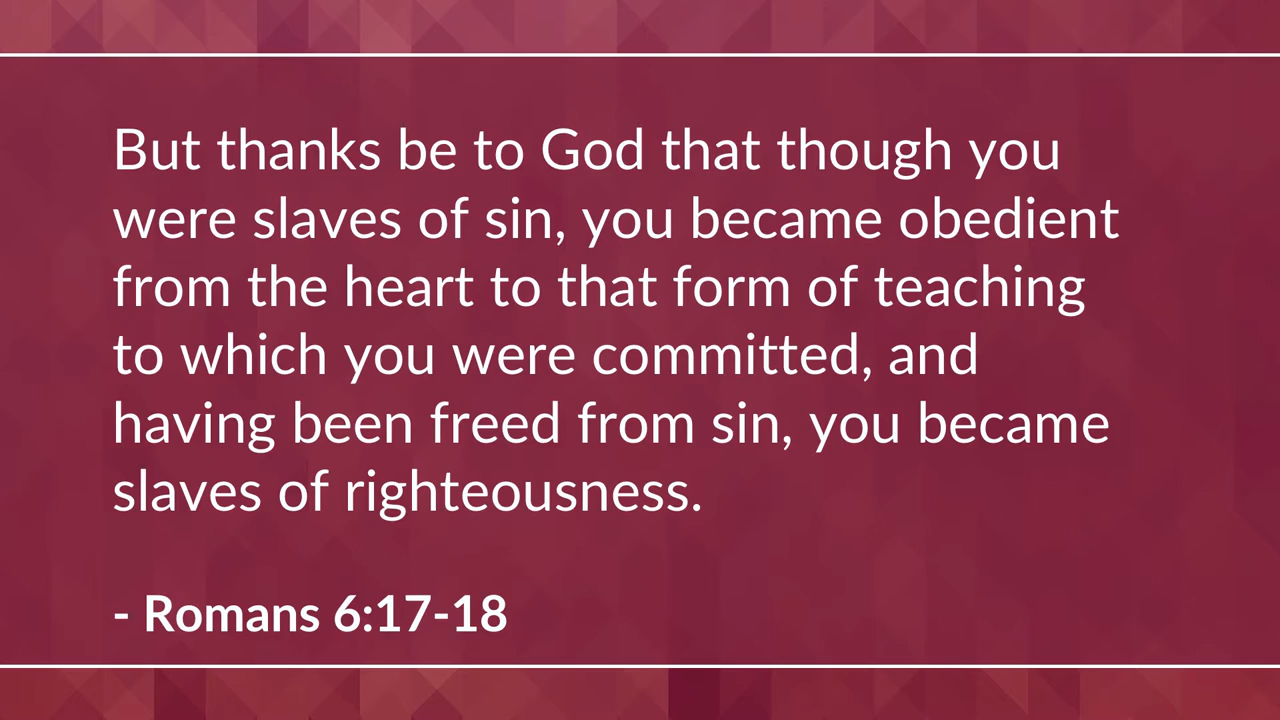 But thanks be to God that though you
were slaves of sin, you became obedient
from the heart to that form of teaching
to which you were committed, and
having been freed from sin, you became
slaves of righteousness.
- Romans 6:17-18